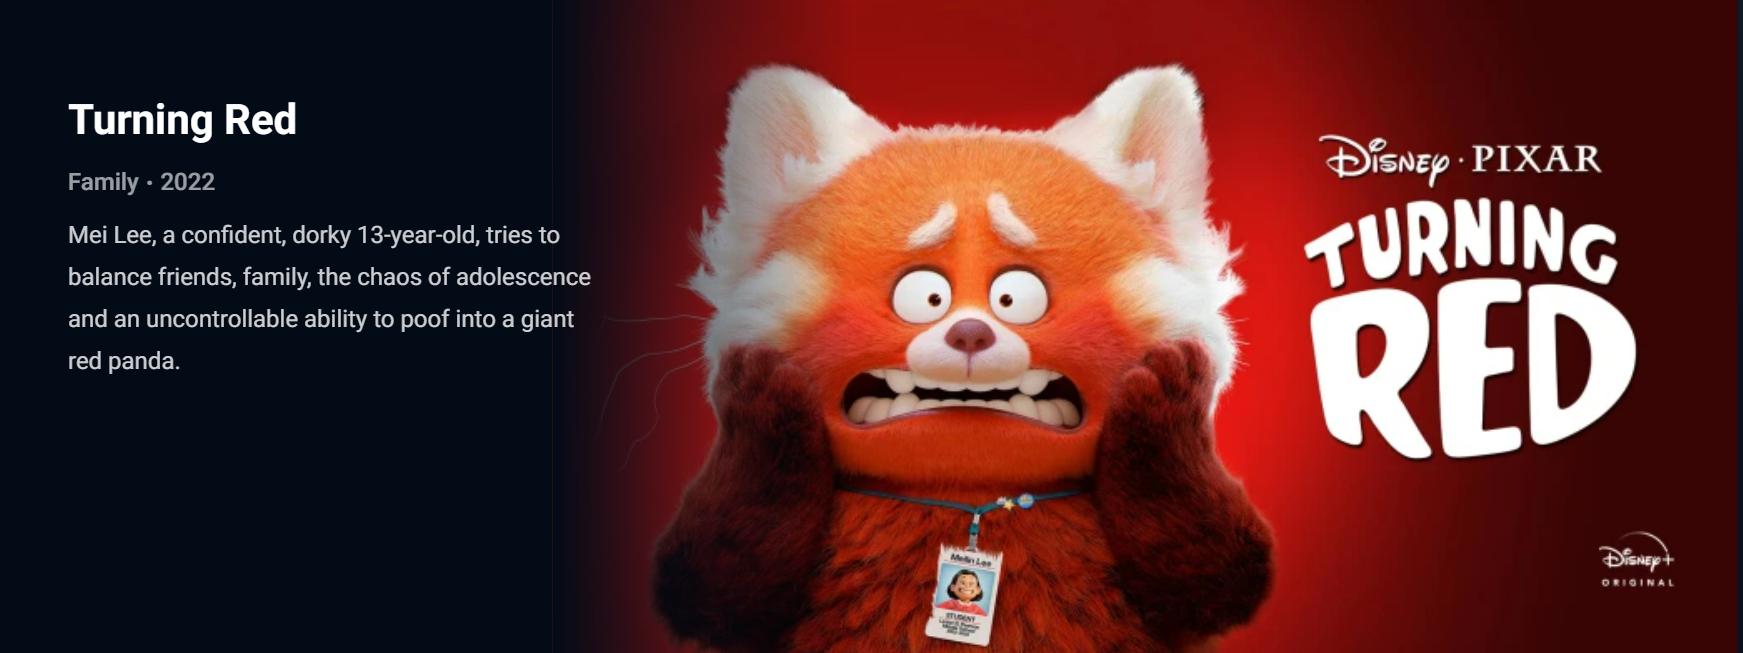 Turning Red
Family • 2022
Mei Lee, a confident, dorky 13-year-old, tries to
balance friends, family, the chaos of adolescence
and an uncontrollable ability to poof into a giant
red panda.
Disney · PIXAR
TURNING
RED
Meilin Lee
STUDENT
Middle School
Disney+
ORIGINAL